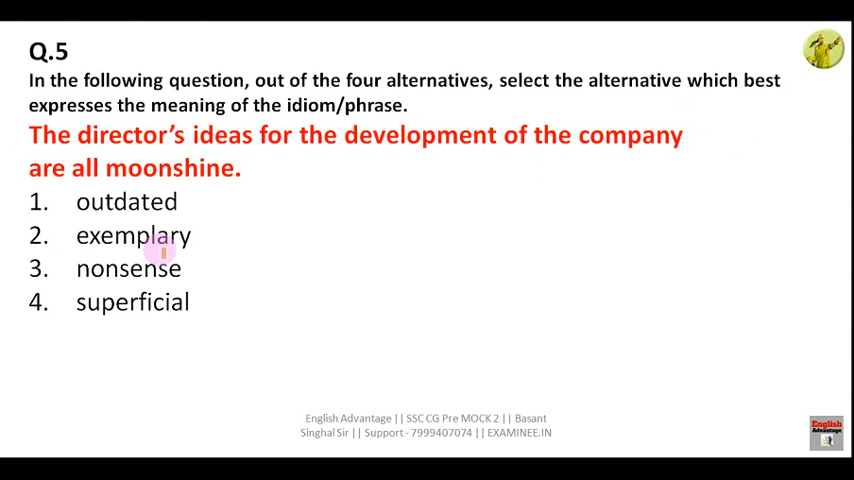 Q.5
In the following question, out of the four alternatives, select the alternative which best
expresses the meaning of the idiom/phrase.
The director's ideas for the development of the company
are all moonshine.
1. outdated
2. exemplary
3. nonsense
4. superficial
English Advantage || SSC CG Pre MOCK 2 || Basant
Singhal Sir || Support - 7999407074 || EXAMINEE.IN
English
Advantage